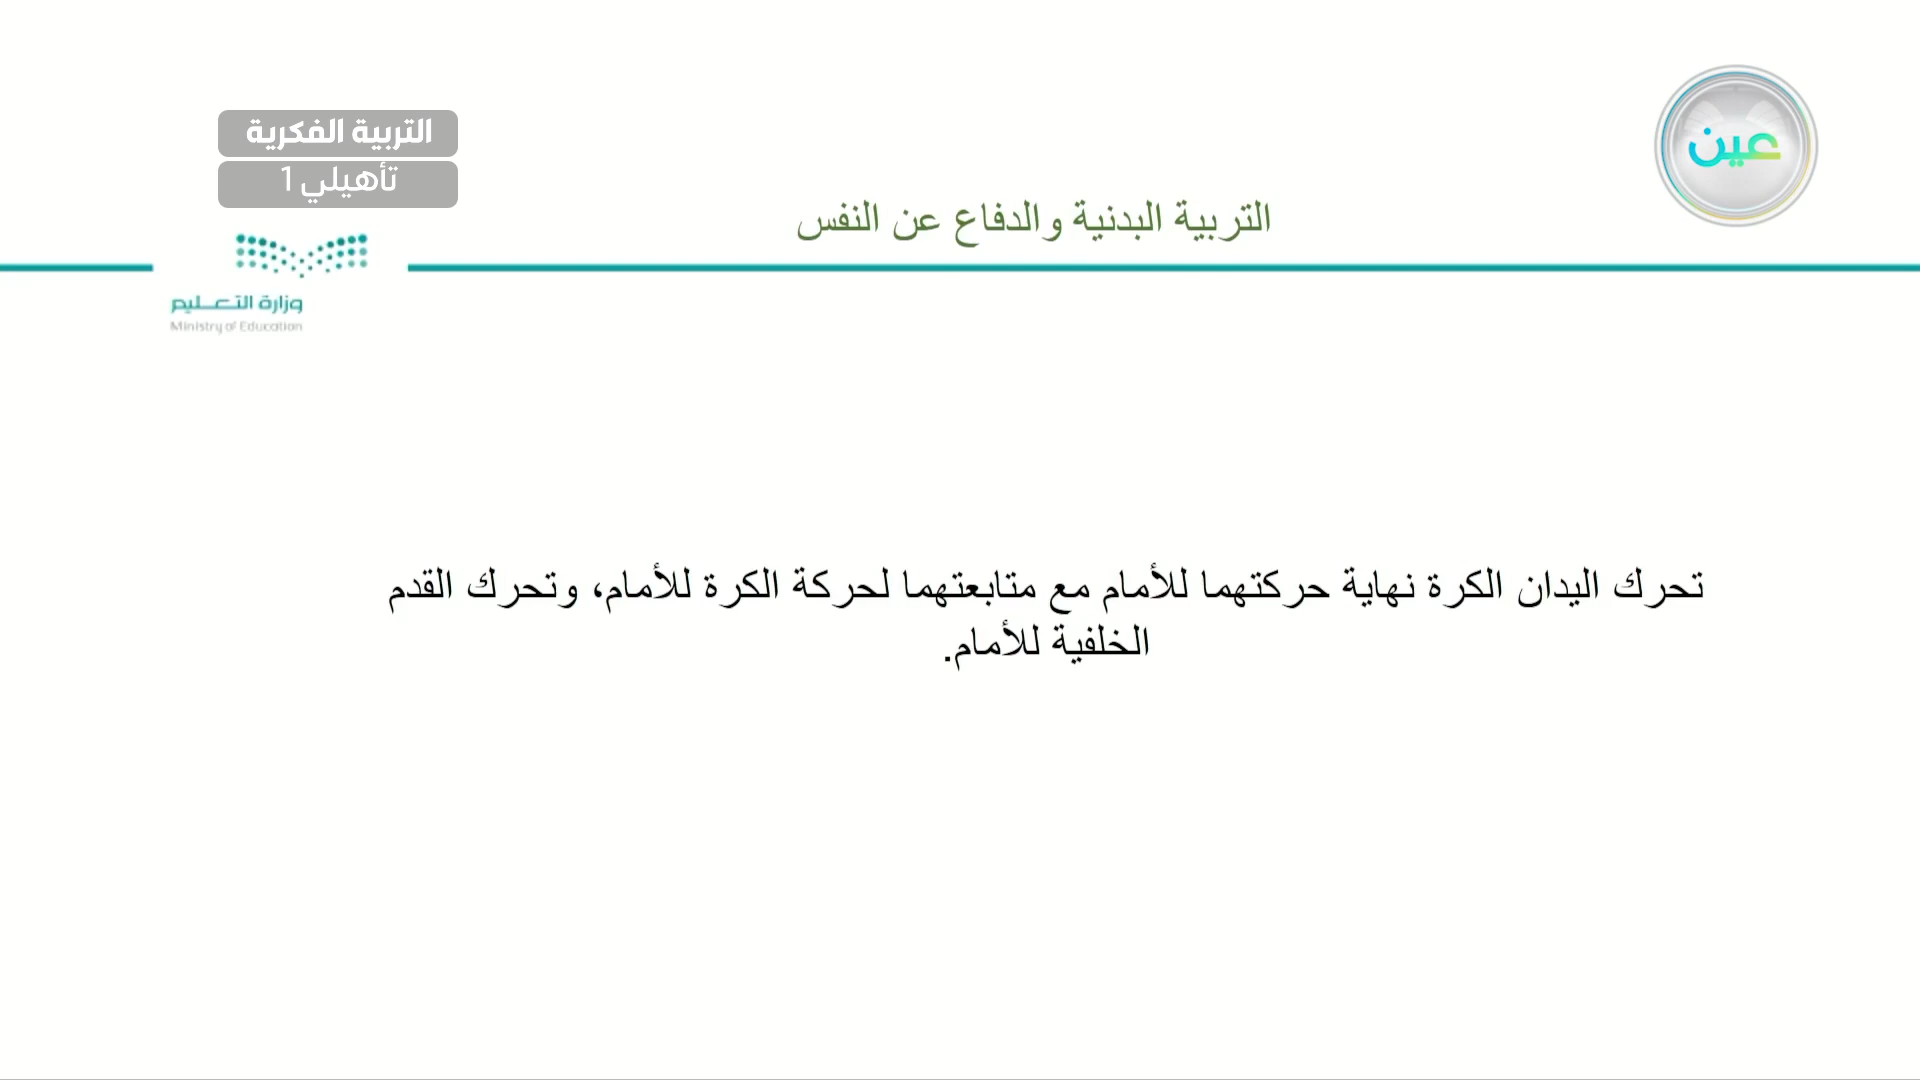 عين
التربية الفكرية
تأهيلي 1
التربية البدنية والدفاع عن النفس
وزارة التعليم
Ministry of Education
تحرك اليدان الكرة نهاية حركتهما للأمام مع متابعتهما لحركة الكرة للأمام، وتحرك القدم
الخلفية للأمام.